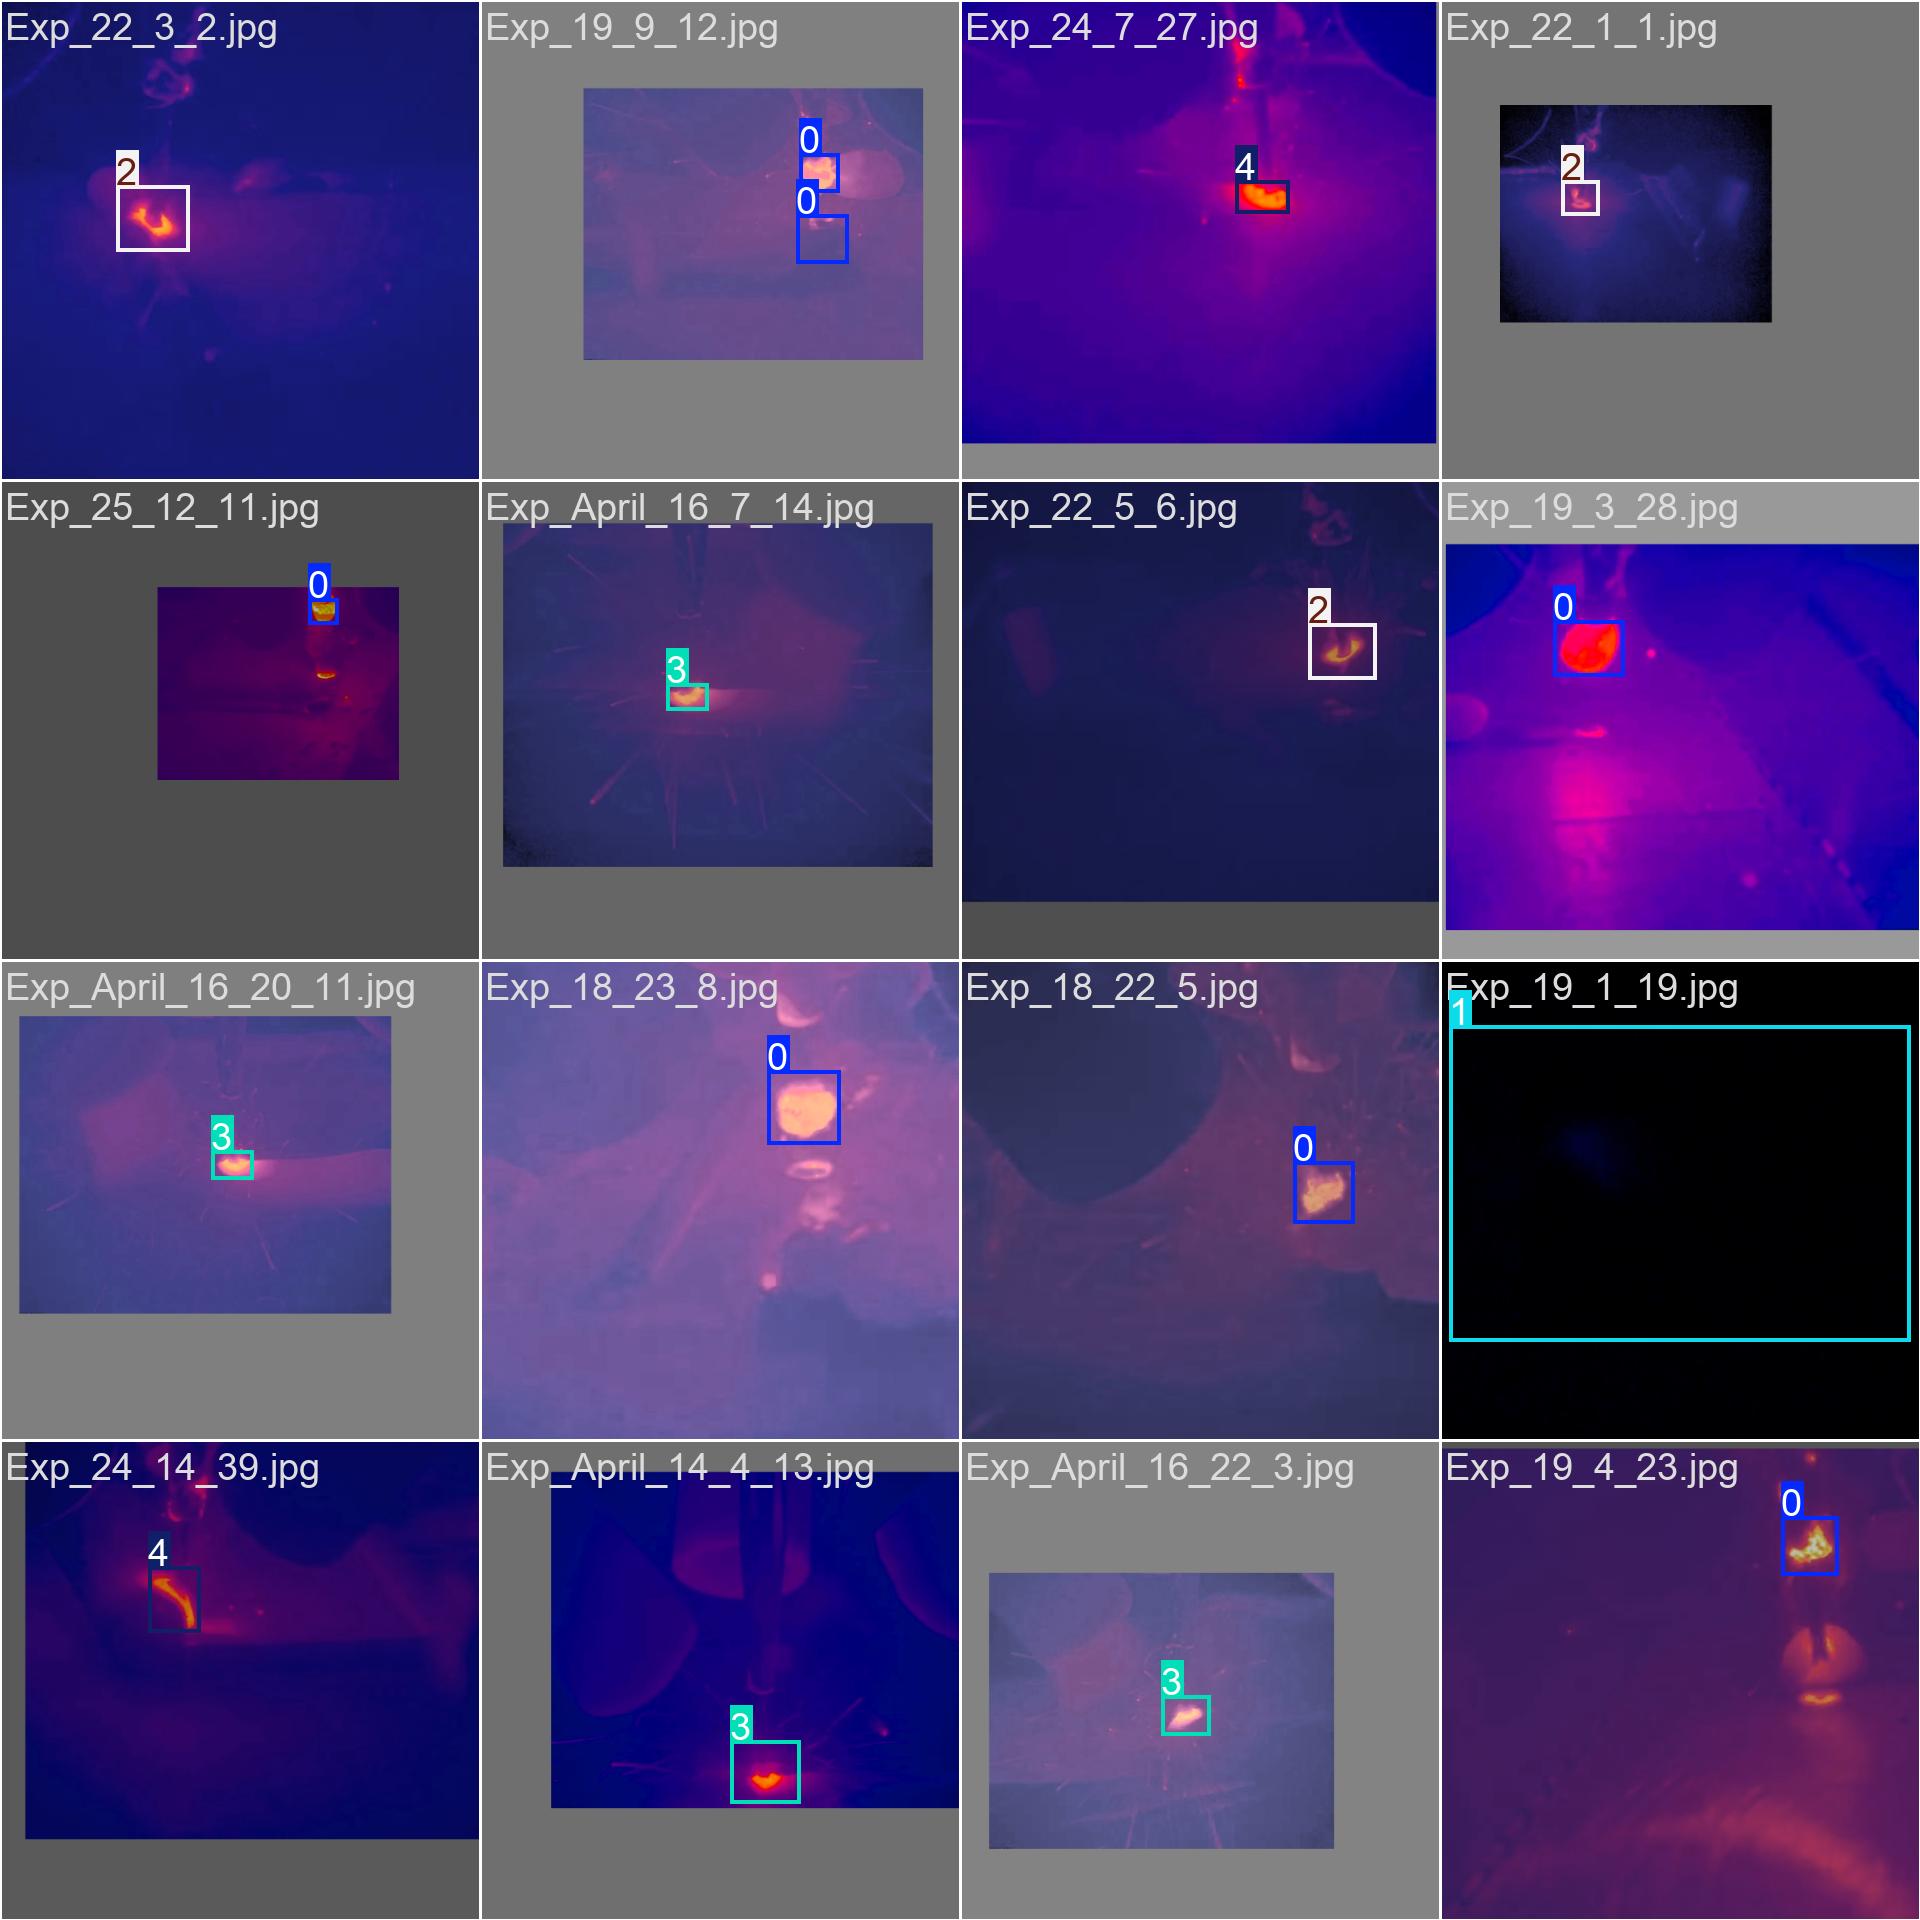 Exp_22_3_2.jpg
2
Exp_19_9_12.jpg
0
0
Exp_24_7_27.jpg
4
Exp_22_1_1.jpg
2
Exp_25_12_11.jpg
0
Exp_April_16_7_14.jpg
3
Exp_22_5_6.jpg
2
Exp_19_3_28.jpg
0
Exp_April_16_20_11.jpg
3
Exp_18_23_8.jpg
0
Exp_18_22_5.jpg
0
Exp_19_1_19.jpg
1
Exp_24_14_39.jpg
4
Exp_April_14_4_13.jpg
3
Exp_April_16_22_3.jpg
3
Exp_19_4_23.jpg
0